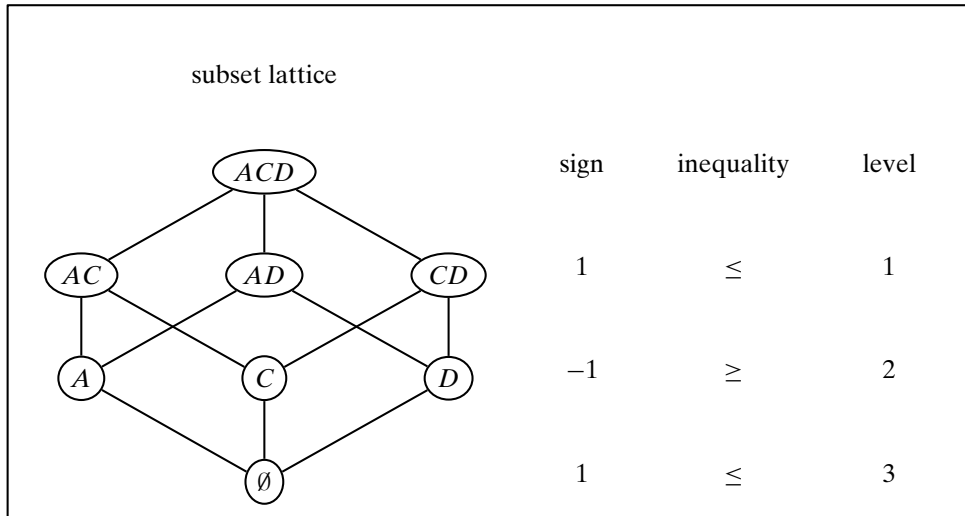 subset lattice
ACD sign inequality level
AC AD CD 1 ≤ 1
A C D −1 ≥ 2
∅ 1 ≤ 3